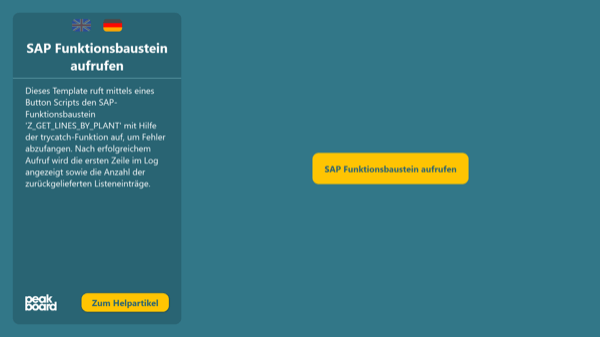 SAP Funktionsbaustein
aufrufen
Dieses Template ruft mittels eines
Button Scripts den SAP-
Funktionsbaustein
'Z_GET_LINES_BY_PLANT' mit Hilfe
der trycatch-Funktion auf, um Fehler
abzufangen. Nach erfolgreichem
Aufruf wird die ersten Zeile im Log
angezeigt sowie die Anzahl der
zurückgelieferten Listeneinträge.
SAP Funktionsbaustein aufrufen
peak
board
Zum Helpartikel